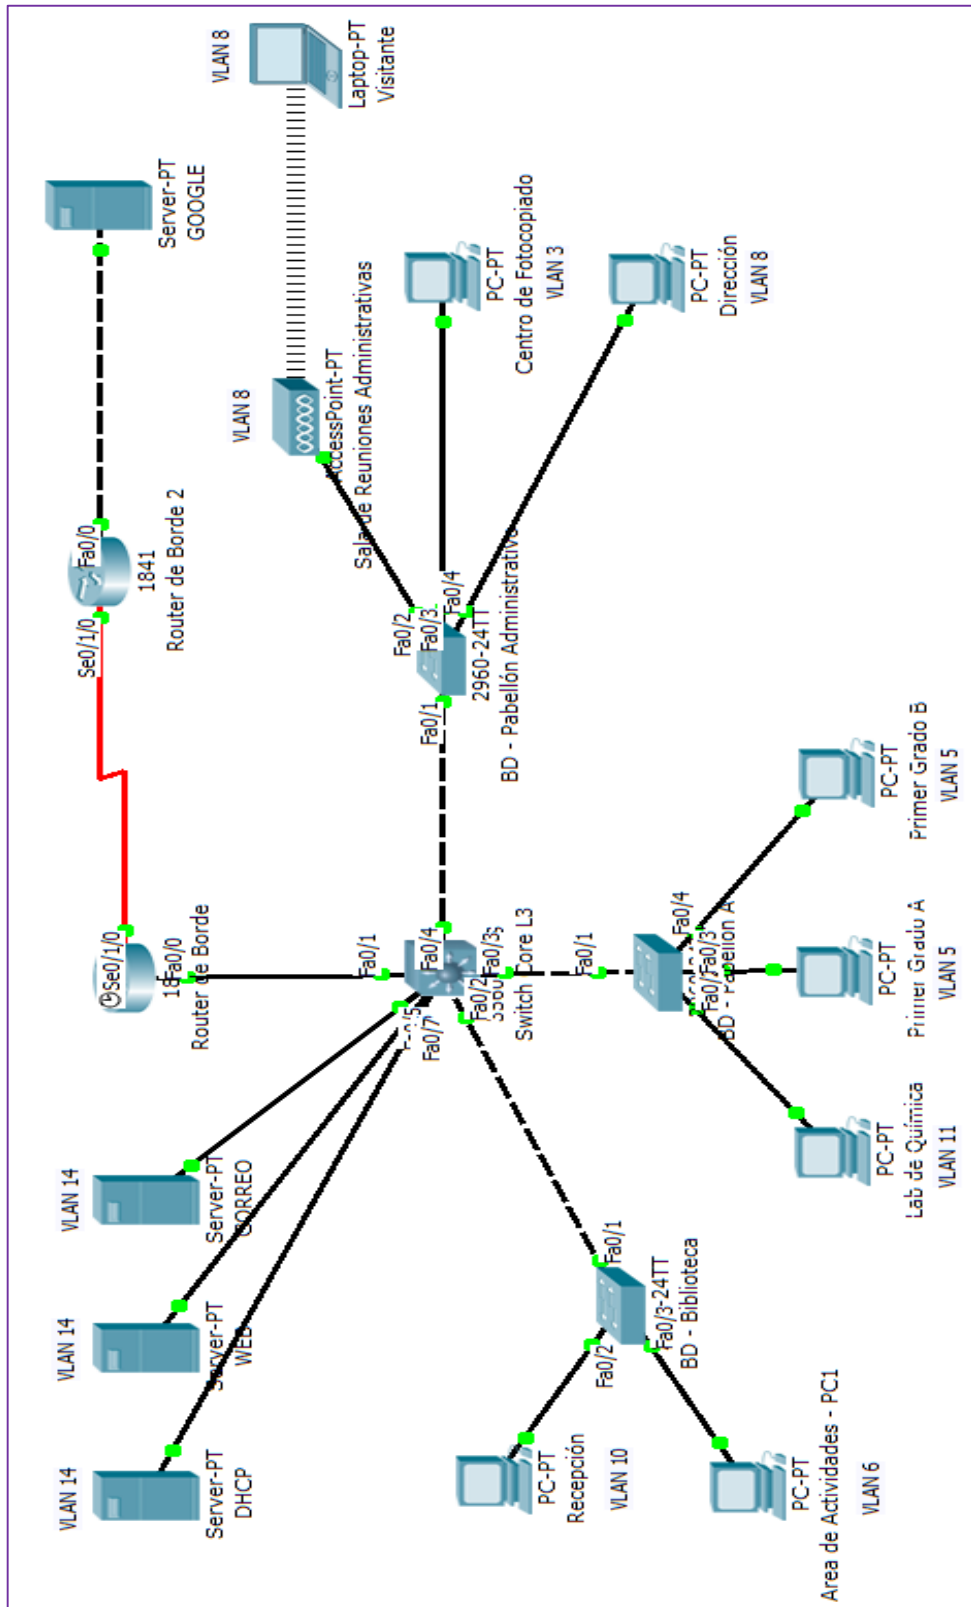 VLAN 14
Server-PT
DHCP
VLAN 14
Server-PT
WEB
VLAN 14
Server-PT
CORREO
Se0/1/0
Fa0/0
Router de Borde
Se0/1/0
Fa0/0
1841
Router de Borde 2
Server-PT
GOOGLE
Fa0/1
Fa0/7
Fa0/4
Fa0/2
Fa0/3
Switch Core L3
VLAN 8
AccessPoint-PT
Sala de Reuniones Administrativas
VLAN 8
Laptop-PT
Visitante
Fa0/1
Fa0/2
Fa0/3
Fa0/4
2960-24TT
BD - Pabellón Administrativo
PC-PT
Centro de Fotocopiado
VLAN 3
PC-PT
Dirección
VLAN 8
Fa0/1
Fa0/2
Fa0/3
-24TT
BD - Biblioteca
PC-PT
Recepción
VLAN 10
PC-PT
Area de Actividades - PC1
VLAN 6
Fa0/1
Fa0/3
Fa0/4
BD - Pabellón A
PC-PT
Lab de Química
VLAN 11
PC-PT
Primer Grado A
VLAN 5
PC-PT
Primer Grado B
VLAN 5